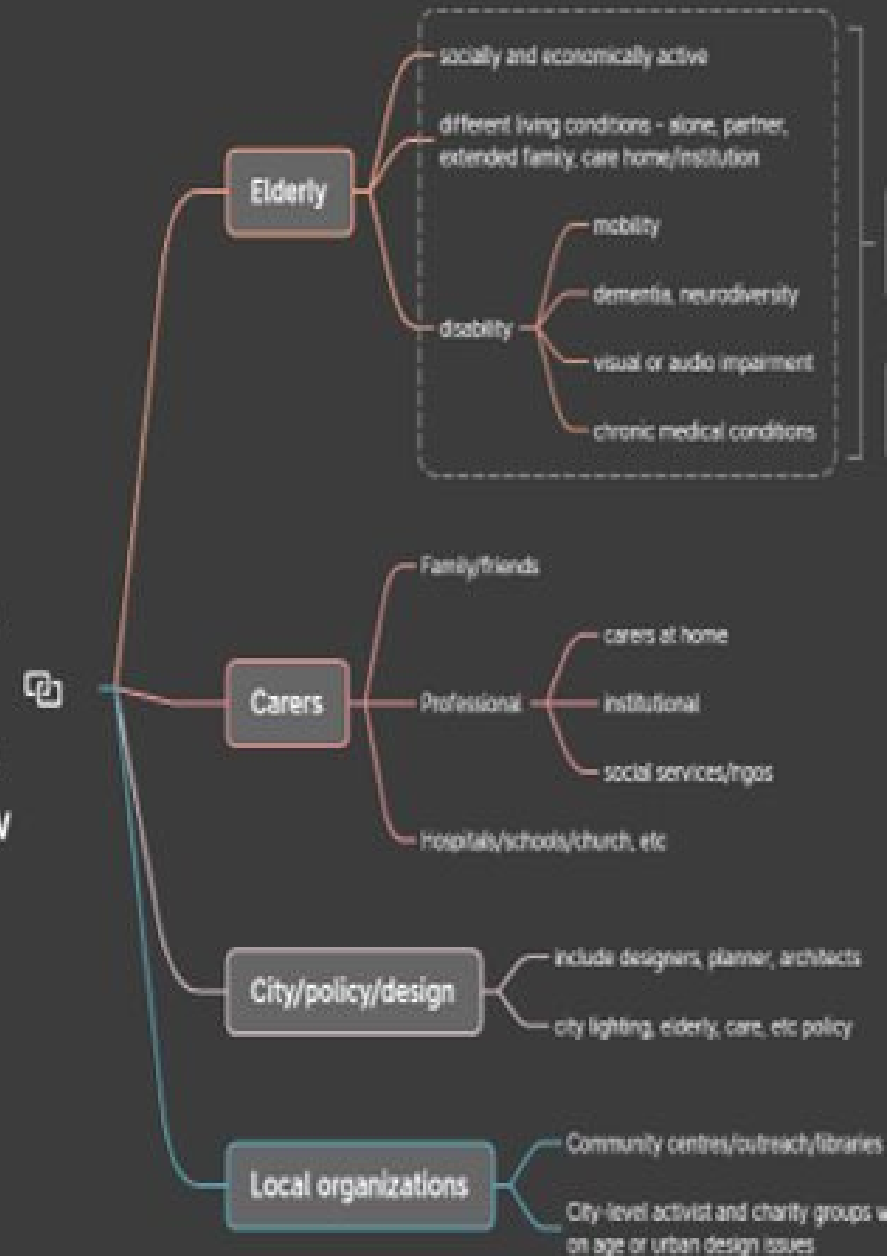 Elderly
socially and economically active
different living conditions - alone, partner,
extended family, care home/institution
disability
mobility
dementia, neurodiversity
visual or audio impairment
chronic medical conditions
Carers
Family/friends
Professional
carers at home
institutional
social services/ngos
Hospitals/schools/church, etc
City/policy/design
include designers, planner, architects
city lighting, elderly, care, etc policy
Local organizations
Community centres/outreach/libraries
City-level activist and charity groups
on age or urban design issues